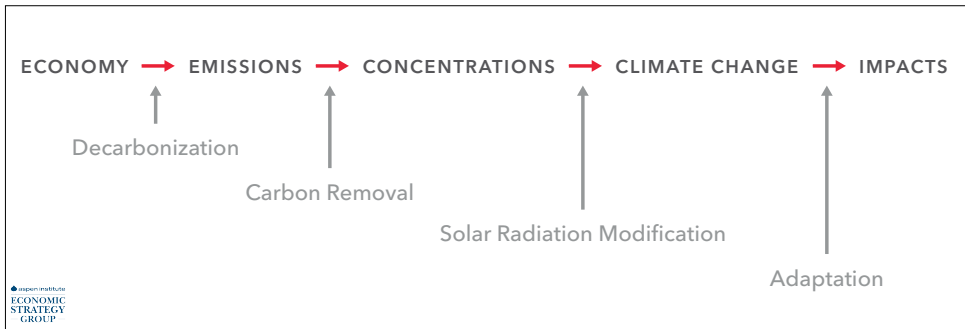 ECONOMY EMISSIONS CONCENTRATIONS CLIMATE CHANGE IMPACTS
Decarbonization
Carbon Removal
Solar Radiation Modification
Adaptation
aspen institute
ECONOMIC
STRATEGY
GROUP